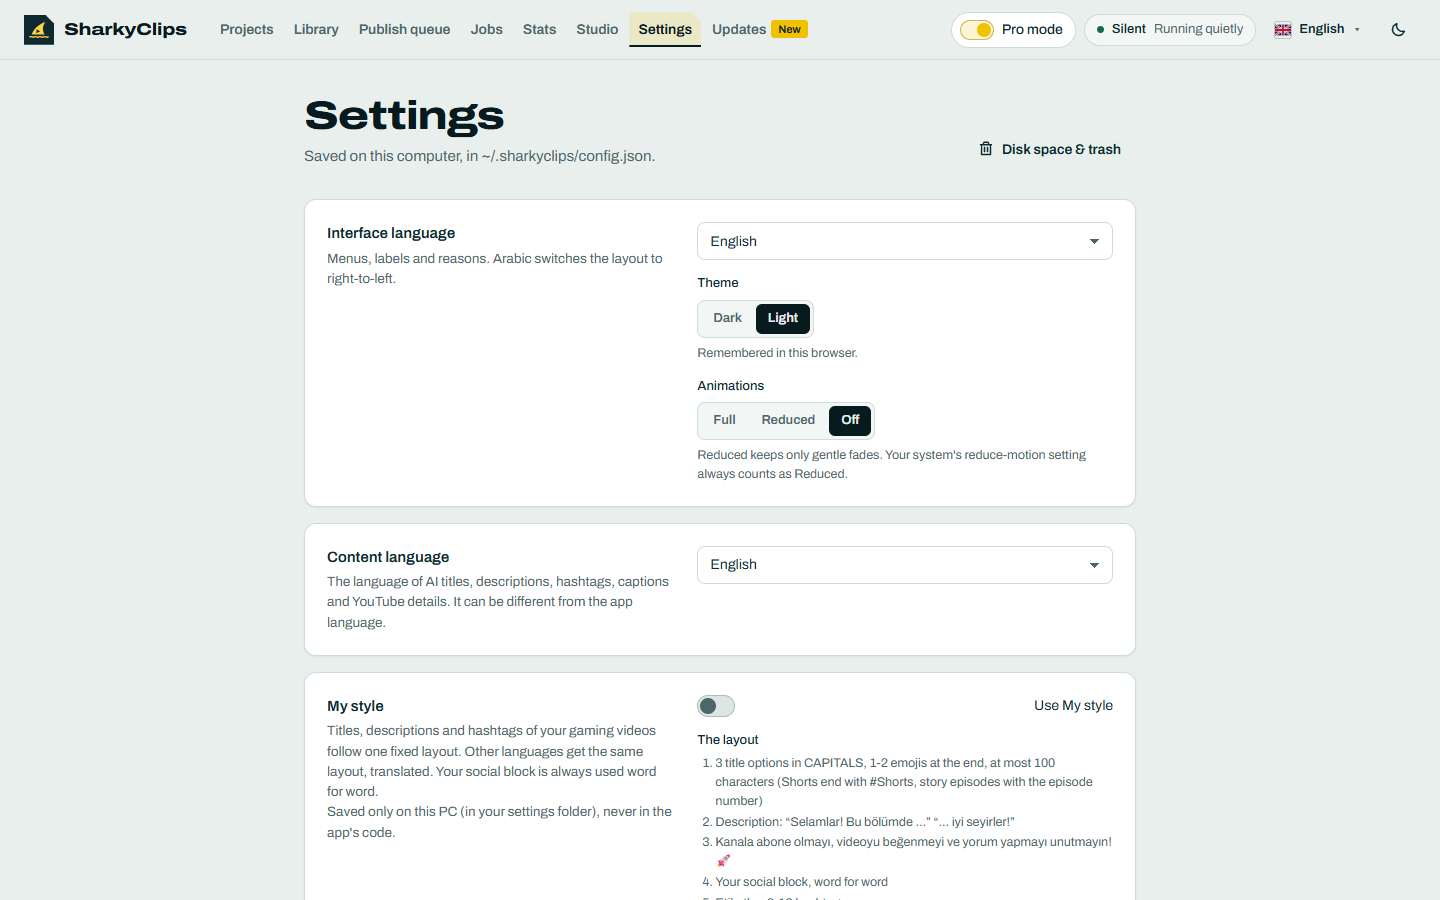 SharkyClips
Projects
Library
Publish queue
Jobs
Stats
Studio
Settings
Updates
New
Pro mode
Silent Running quietly
English
Settings
Saved on this computer, in ~/.sharkyclips/config.json.
Disk space & trash
Interface language
Menus, labels and reasons. Arabic switches the layout to
right-to-left.
English
Theme
Dark
Light
Remembered in this browser.
Animations
Full
Reduced
Off
Reduced keeps only gentle fades. Your system's reduce-motion setting
always counts as Reduced.
Content language
The language of AI titles, descriptions, hashtags, captions
and YouTube details. It can be different from the app
language.
English
My style
Titles, descriptions and hashtags of your gaming videos
follow one fixed layout. Other languages get the same
layout, translated. Your social block is always used word
for word.
Saved only on this PC (in your settings folder), never in the
app's code.
Use My style
The layout
1. 3 title options in CAPITALS, 1-2 emojis at the end, at most 100
characters (Shorts end with #Shorts, story episodes with the episode
number)
2. Description: “Selamlar! Bu bölümde ...” “... iyi seyirler!”
3. Kanala abone olmayı, videoyu beğenmeyi ve yorum yapmayı unutmayın!
🚀
4. Your social block, word for word